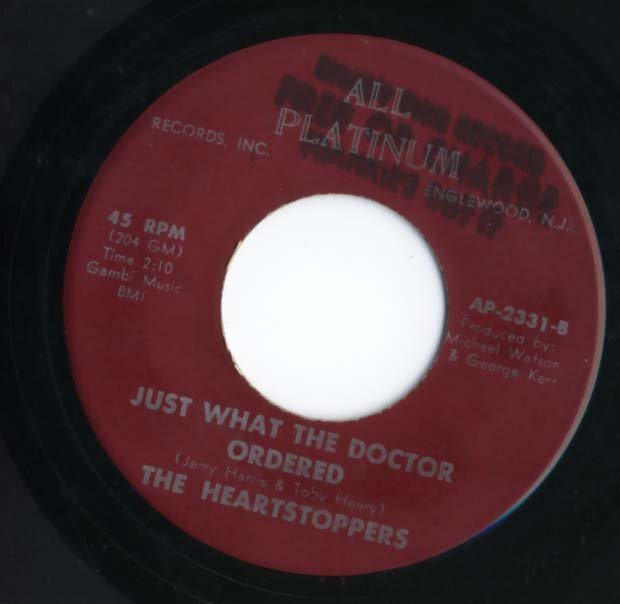 ALL
PLATINUM
RECORDS, INC.
ENGLEWOOD, N.J.
45 RPM
(204 GM)
Time 2:10
Gambi Music
BMI
AP-2331-B
Produced by:
Michael Watson
& George Kerr
JUST WHAT THE DOCTOR
ORDERED
(Jerry Harris & Toby Henry)
THE HEARTSTOPPERS